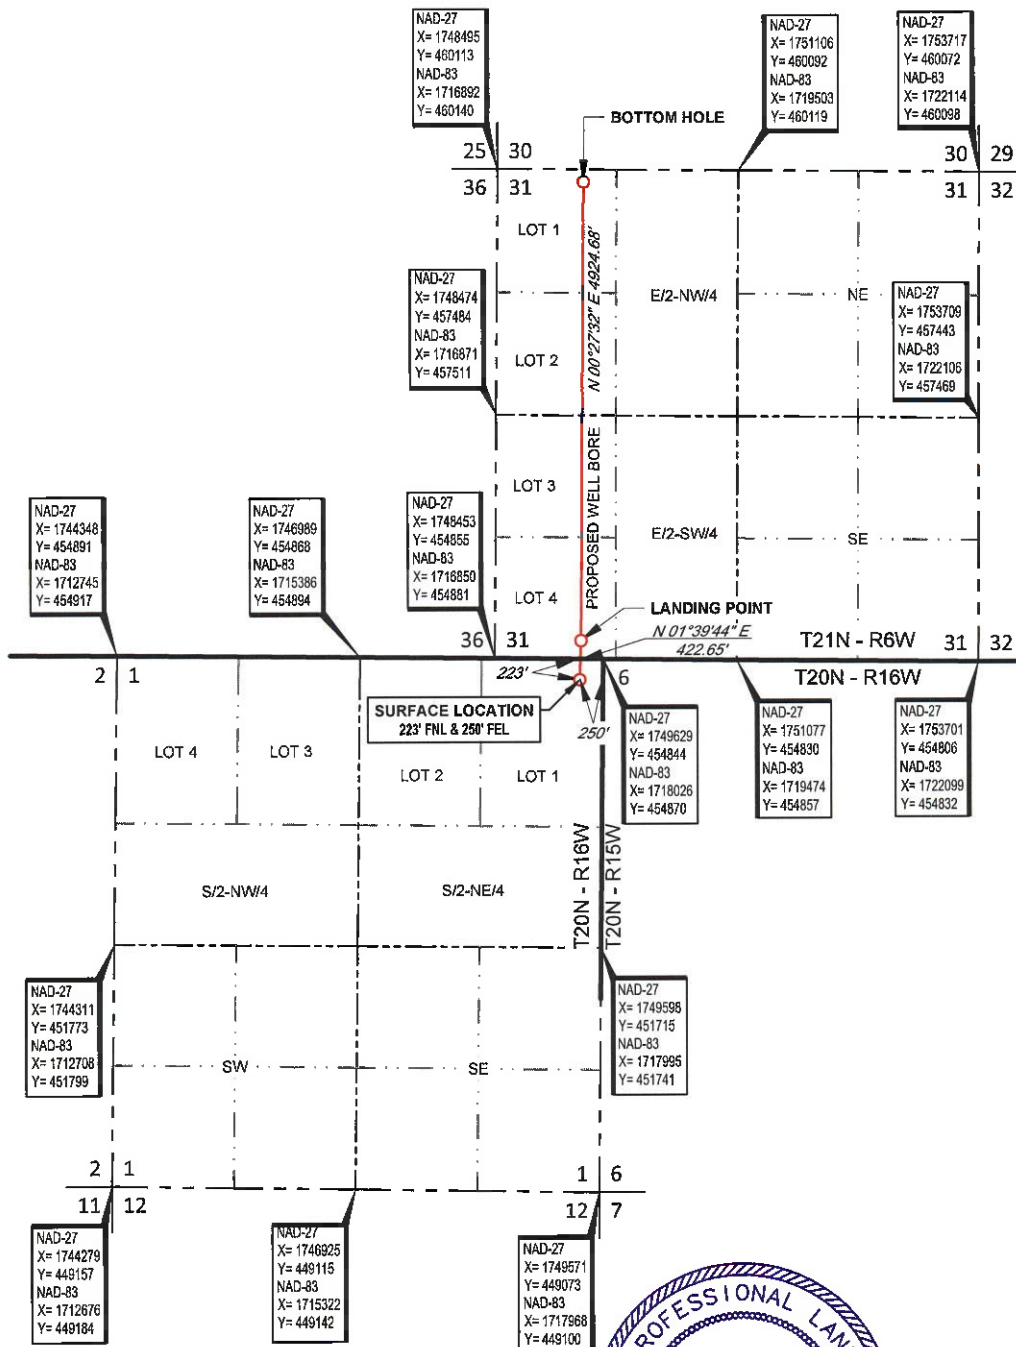 NAD-27
X= 1748495
Y= 460113
NAD-83
X= 1716892
Y= 460140
NAD-27
X= 1751106
Y= 460092
NAD-83
X= 1719503
Y= 460119
NAD-27
X= 1753717
Y= 460072
NAD-83
X= 1722114
Y= 460098
BOTTOM HOLE
25 30
36 31
30 29
31 32
LOT 1
N 00°27'32" E 4924.68'
E/2-NW/4
NE
NAD-27
X= 1748474
Y= 457484
NAD-83
X= 1716871
Y= 457511
NAD-27
X= 1753709
Y= 457443
NAD-83
X= 1722106
Y= 457469
LOT 2
LOT 3
PROPOSED WELL BORE
E/2-SW/4
SE
LOT 4
NAD-27
X= 1744348
Y= 454891
NAD-83
X= 1712745
Y= 454917
NAD-27
X= 1746989
Y= 454868
NAD-83
X= 1715386
Y= 454894
NAD-27
X= 1748453
Y= 454855
NAD-83
X= 1716850
Y= 454881
LANDING POINT
N 01°39'44" E
422.65'
36 31
T21N - R6W
31 32
2 1
223'
6
T20N - R16W
SURFACE LOCATION
223' FNL & 250' FEL
250'
NAD-27
X= 1749629
Y= 454844
NAD-83
X= 1718026
Y= 454870
NAD-27
X= 1751077
Y= 454830
NAD-83
X= 1719474
Y= 454857
NAD-27
X= 1753701
Y= 454806
NAD-83
X= 1722099
Y= 454832
LOT 4
LOT 3
LOT 2
LOT 1
T20N - R16W
T20N - R15W
S/2-NW/4
S/2-NE/4
NAD-27
X= 1744311
Y= 451773
NAD-83
X= 1712708
Y= 451799
NAD-27
X= 1749598
Y= 451715
NAD-83
X= 1717995
Y= 451741
SW
SE
2 1
11 12
1 6
12 7
NAD-27
X= 1744279
Y= 449157
NAD-83
X= 1712676
Y= 449184
NAD-27
X= 1746925
Y= 449115
NAD-83
X= 1715322
Y= 449142
NAD-27
X= 1749571
Y= 449073
NAD-83
X= 1717968
Y= 449100
ROFESSIONAL LAN